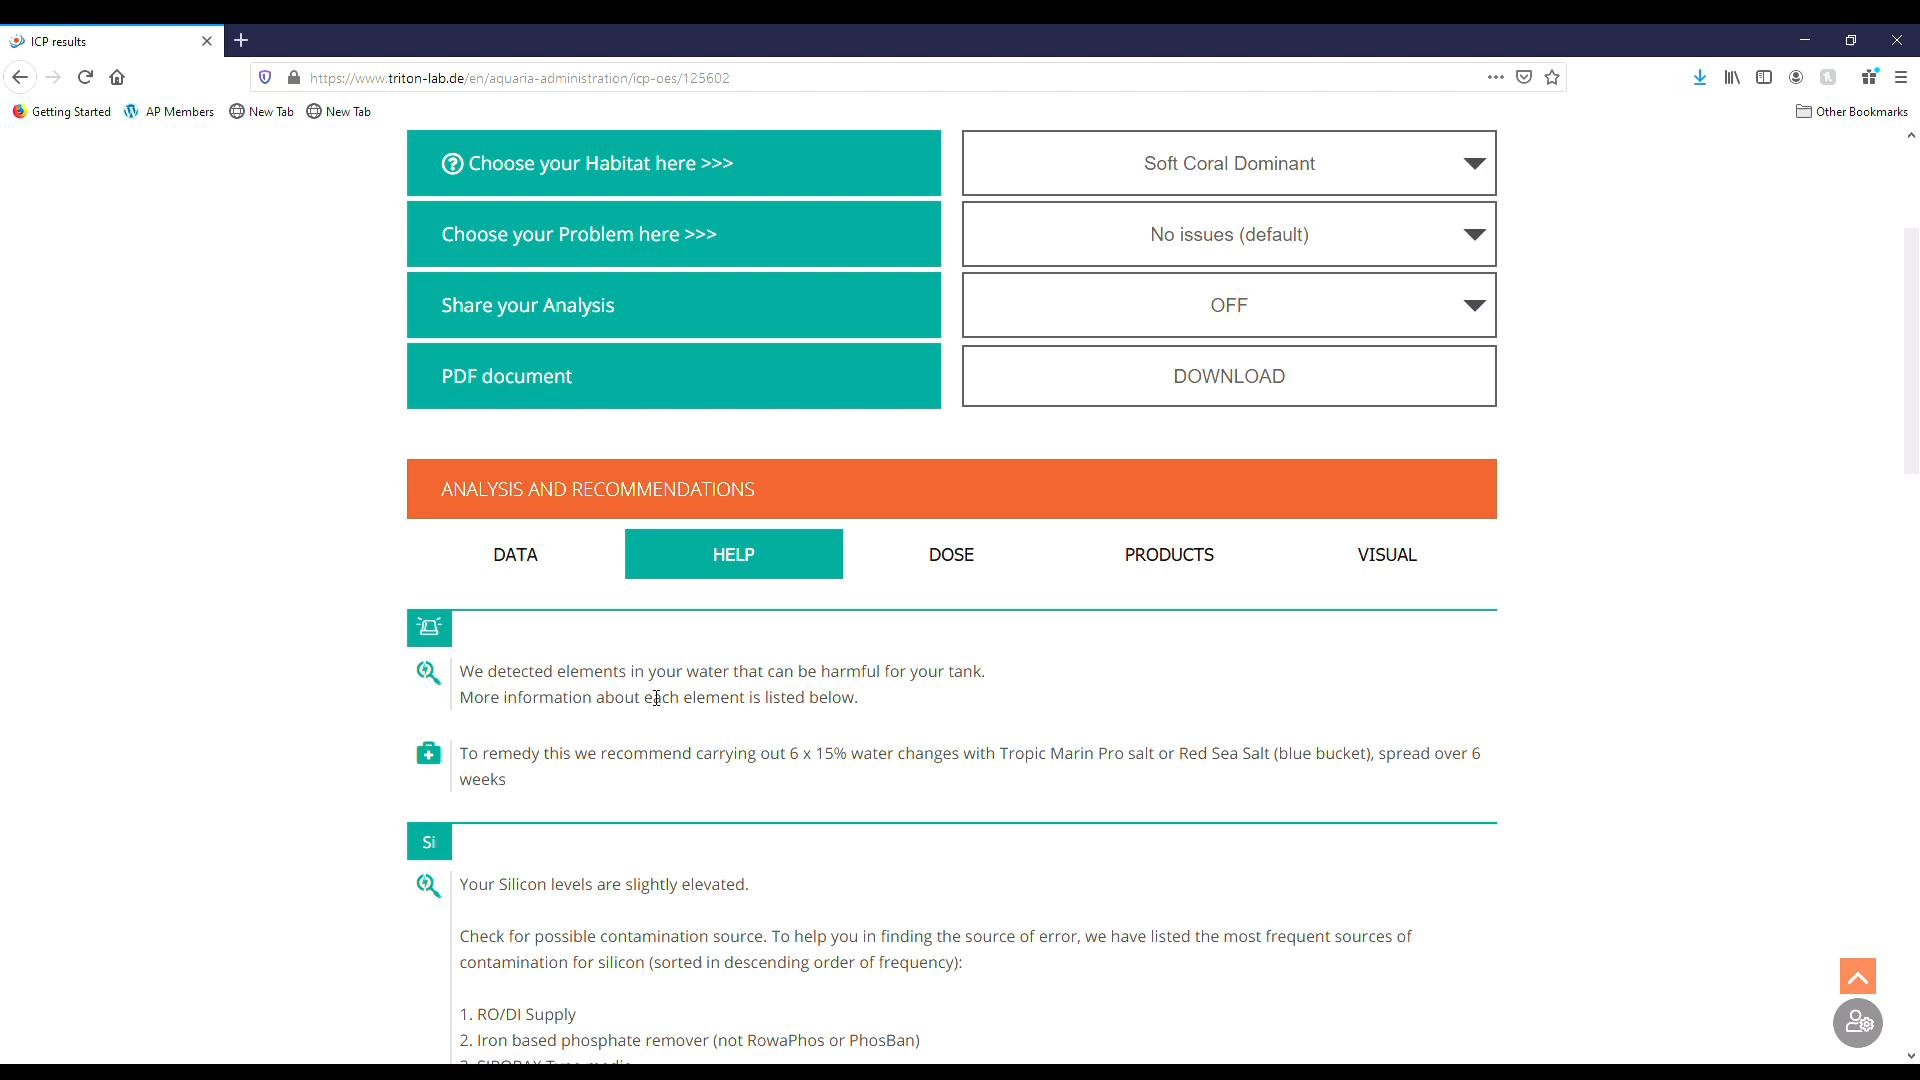 ICP results
https://www.triton-lab.de/en/aquaria-administration/icp-oes/125602
Getting Started
AP Members
New Tab
New Tab
Other Bookmarks
Choose your Habitat here >>>
Soft Coral Dominant
Choose your Problem here >>>
No issues (default)
Share your Analysis
OFF
PDF document
DOWNLOAD
ANALYSIS AND RECOMMENDATIONS
DATA
HELP
DOSE
PRODUCTS
VISUAL
We detected elements in your water that can be harmful for your tank.
More information about each element is listed below.
To remedy this we recommend carrying out 6 x 15% water changes with Tropic Marin Pro salt or Red Sea Salt (blue bucket), spread over 6
weeks
Si
Your Silicon levels are slightly elevated.
Check for possible contamination source. To help you in finding the source of error, we have listed the most frequent sources of
contamination for silicon (sorted in descending order of frequency):
1. RO/DI Supply
2. Iron based phosphate remover (not RowaPhos or PhosBan)